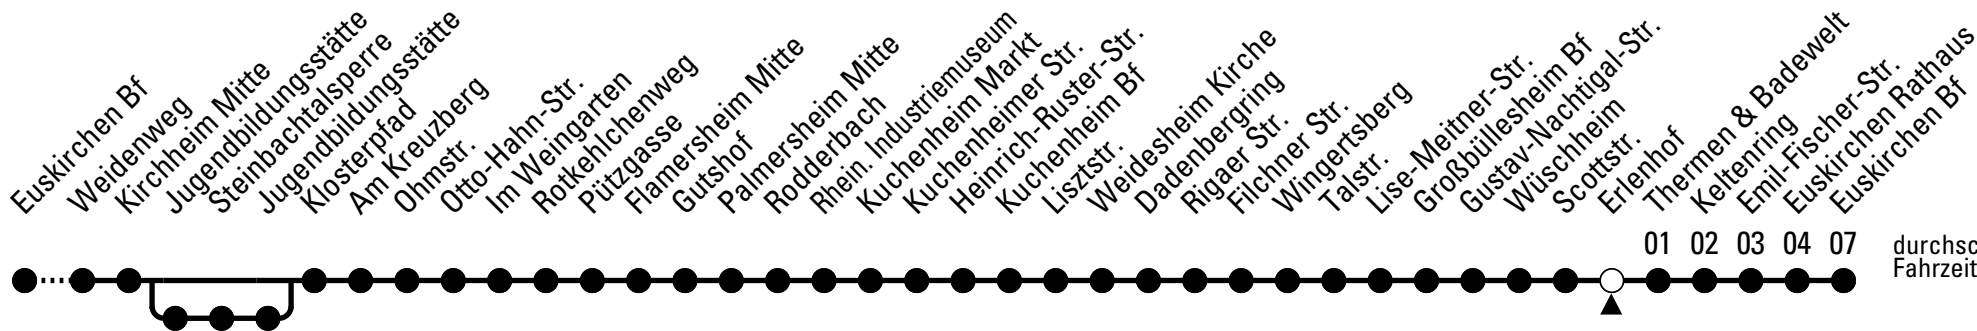 Euskirchen Bf
Weidenweg
Kirchheim Mitte
Jugendbildungsstätte
Steinbachtalsperre
Jugendbildungsstätte
Klosterpfad
Am Kreuzberg
Ohmstr.
Otto-Hahn-Str.
Im Weingarten
Rotkehlchenweg
Pützgasse
Flamersheim Mitte
Gutshof
Palmersheim Mitte
Rodderbach
Rhein. Industriemuseum
Kuchenheim Markt
Kuchenheimer Str.
Heinrich-Ruster-Str.
Kuchenheim Bf
Lisztstr.
Weidesheim Kirche
Dadenbergring
Rigaer Str.
Filchner Str.
Wingertsberg
Talstr.
Lise-Meitner-Str.
Großbüllesheim Bf
Gustav-Nachtigal-Str.
Wüschheim
Scottstr.
Erlenhof
Thermen & Badewelt
Keltenring
Emil-Fischer-Str.
Euskirchen Rathaus
Euskirchen Bf
01 02 03 04 07
durchsc
Fahrzeit